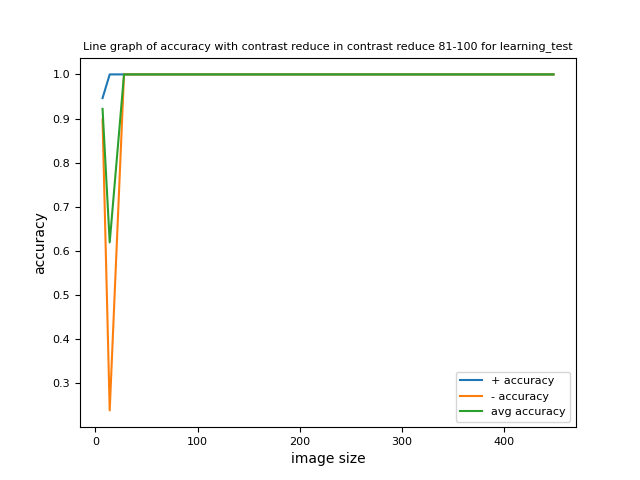 Line graph of accuracy with contrast reduce in contrast reduce 81-100 for learning_test
1.0
0.9
0.8
0.7
0.6
0.5
0.4
0.3
accuracy
+ accuracy
- accuracy
avg accuracy
0 100 200 300 400
image size